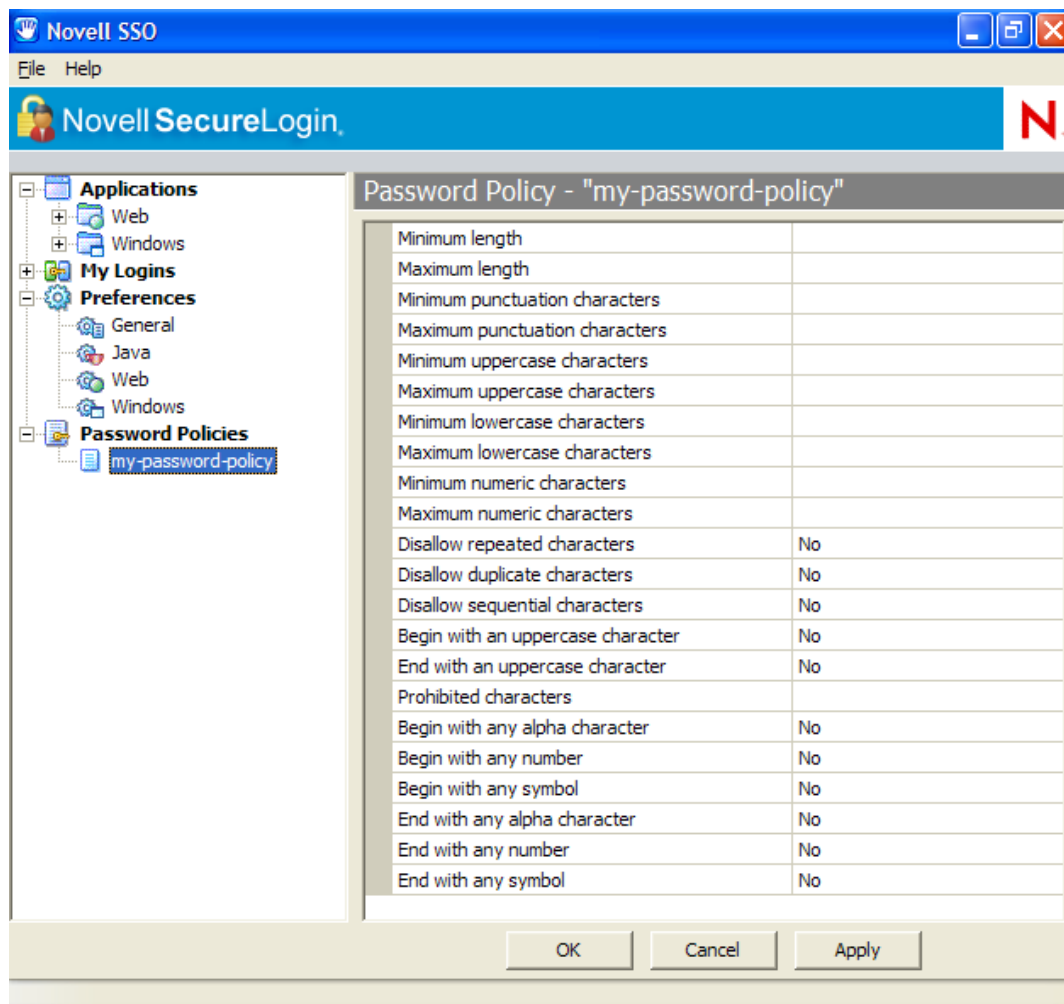 Novell SSO
File Help
Novell SecureLogin.
N
Applications
Web
Windows
My Logins
Preferences
General
Java
Web
Windows
Password Policies
my-password-policy
Password Policy - "my-password-policy"
Minimum length
Maximum length
Minimum punctuation characters
Maximum punctuation characters
Minimum uppercase characters
Maximum uppercase characters
Minimum lowercase characters
Maximum lowercase characters
Minimum numeric characters
Maximum numeric characters
Disallow repeated characters No
Disallow duplicate characters No
Disallow sequential characters No
Begin with an uppercase character No
End with an uppercase character No
Prohibited characters
Begin with any alpha character No
Begin with any number No
Begin with any symbol No
End with any alpha character No
End with any number No
End with any symbol No
OK Cancel Apply